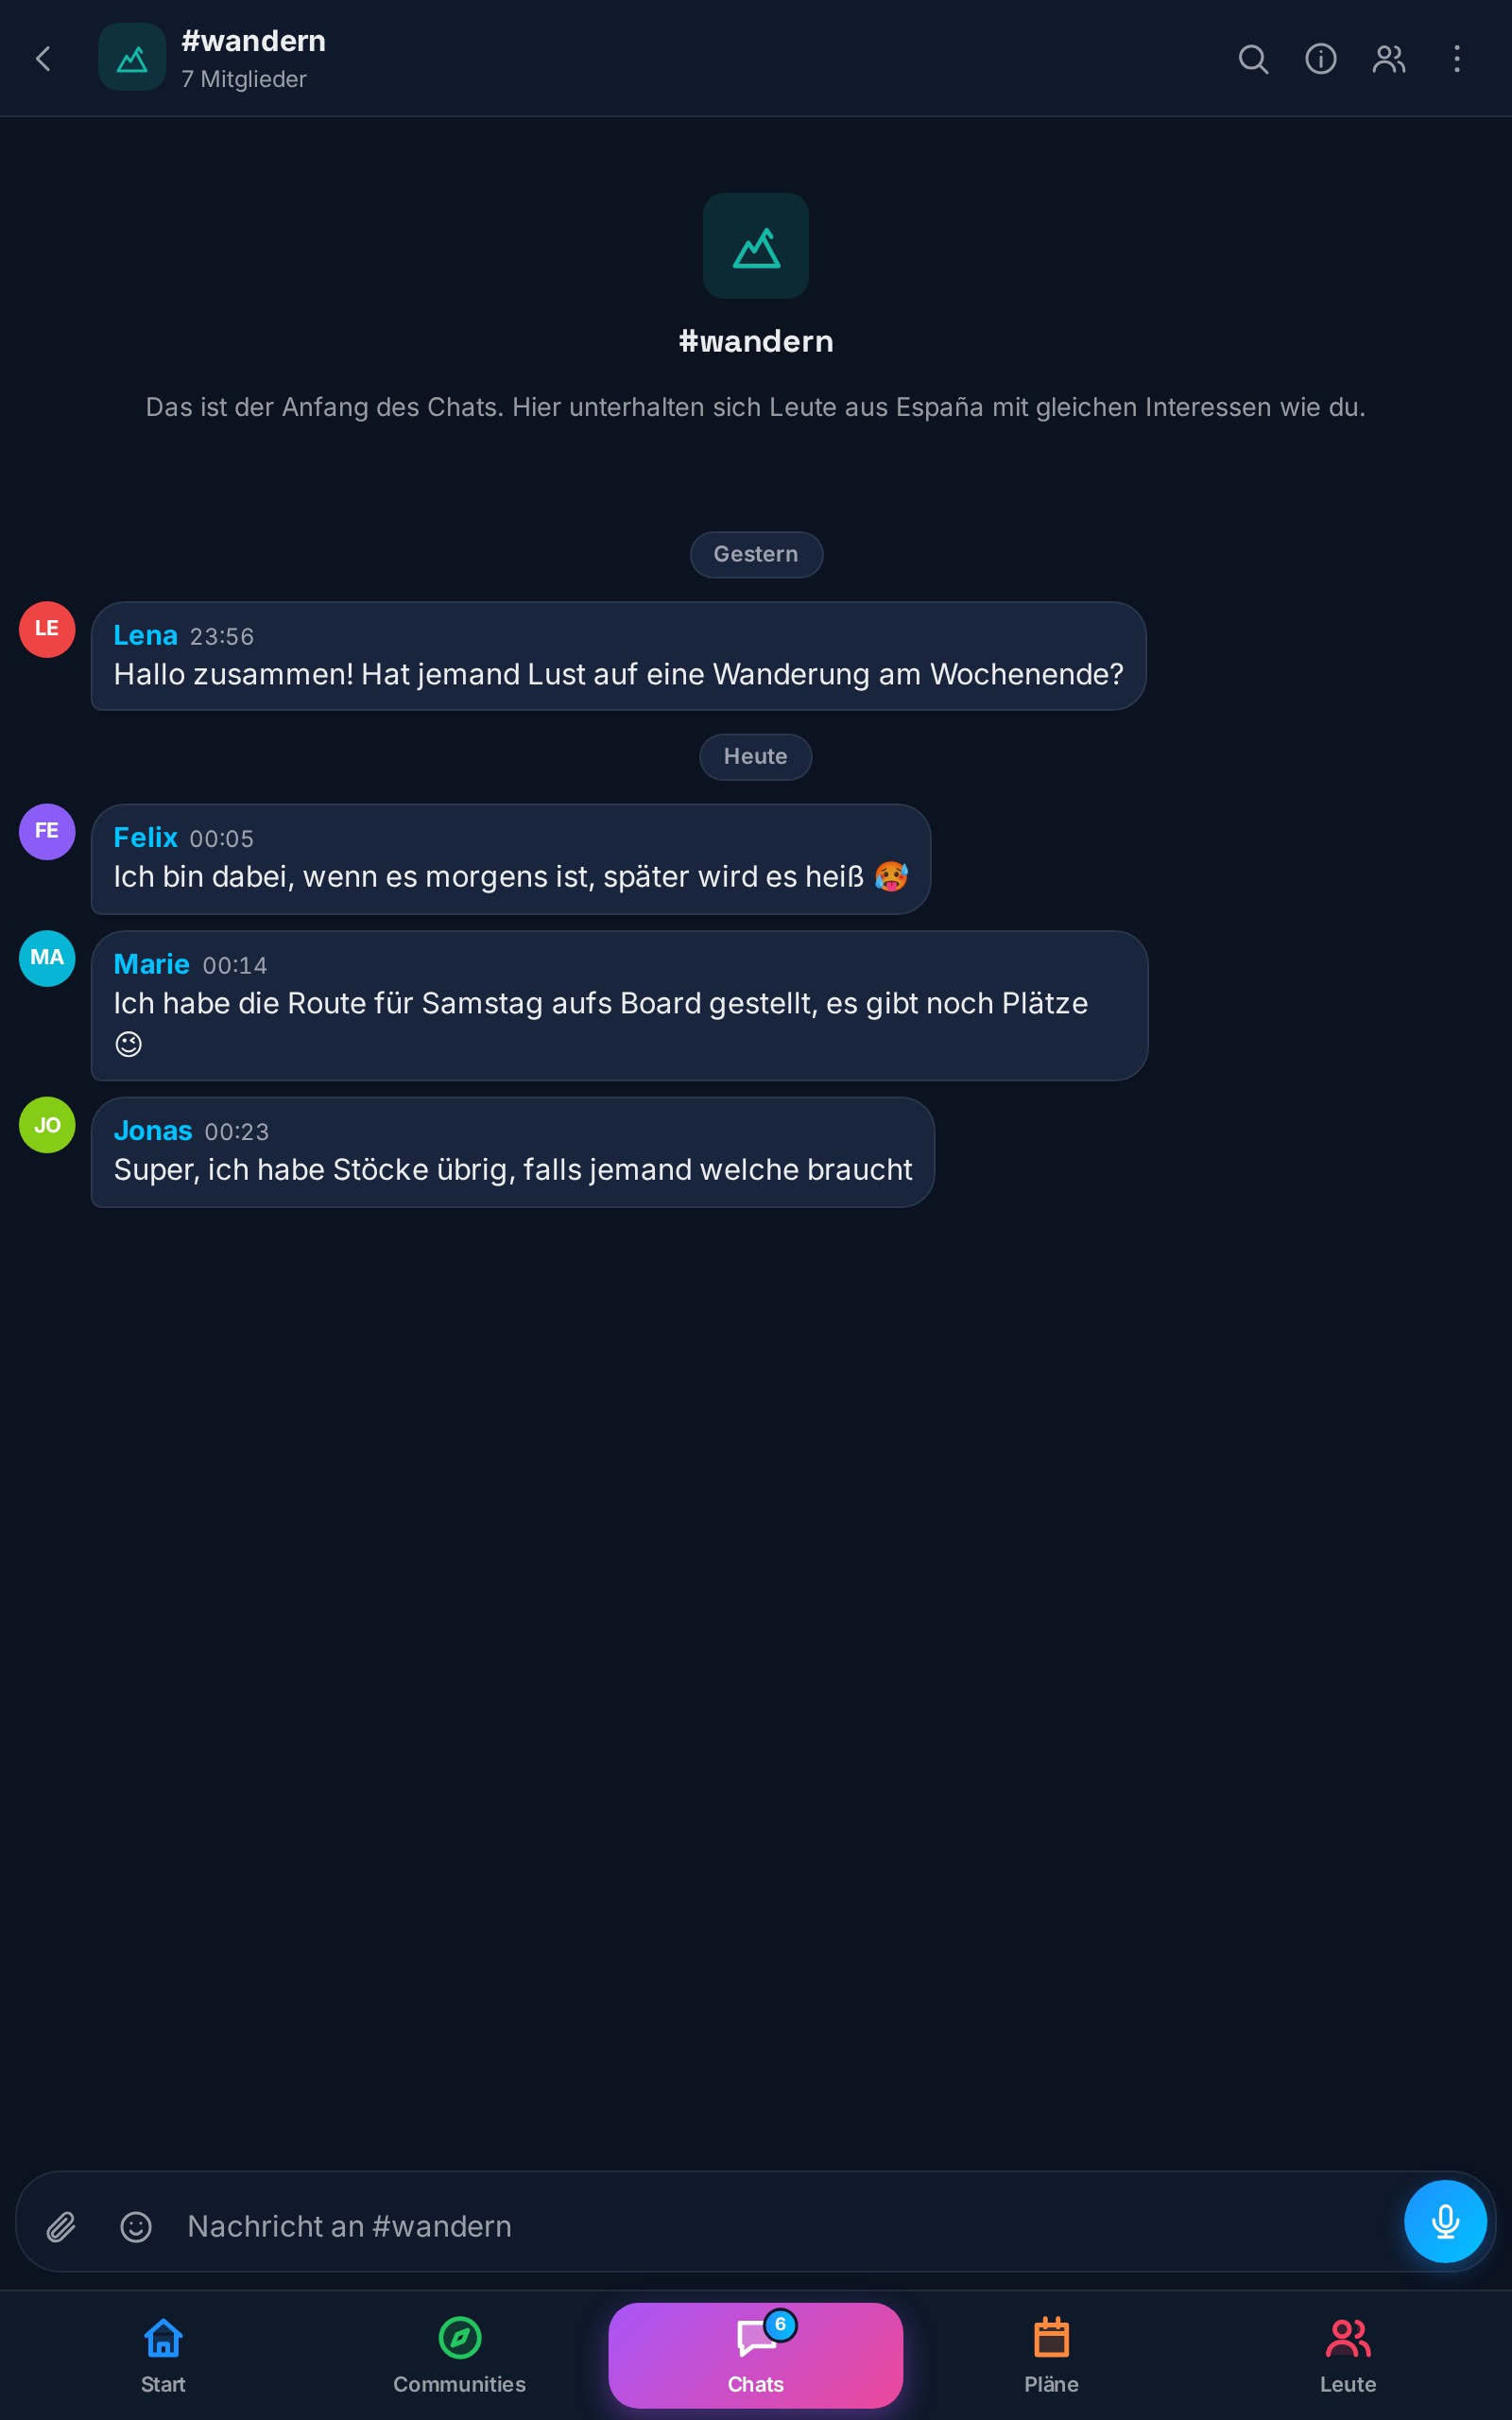 #wandern
7 Mitglieder
#wandern
Das ist der Anfang des Chats. Hier unterhalten sich Leute aus España mit gleichen Interessen wie du.
Gestern
LE
Lena 23:56
Hallo zusammen! Hat jemand Lust auf eine Wanderung am Wochenende?
Heute
FE
Felix 00:05
Ich bin dabei, wenn es morgens ist, später wird es heiß 🥵
MA
Marie 00:14
Ich habe die Route für Samstag aufs Board gestellt, es gibt noch Plätze
😉
JO
Jonas 00:23
Super, ich habe Stöcke übrig, falls jemand welche braucht
Nachricht an #wandern
6
Start
Communities
Chats
Pläne
Leute